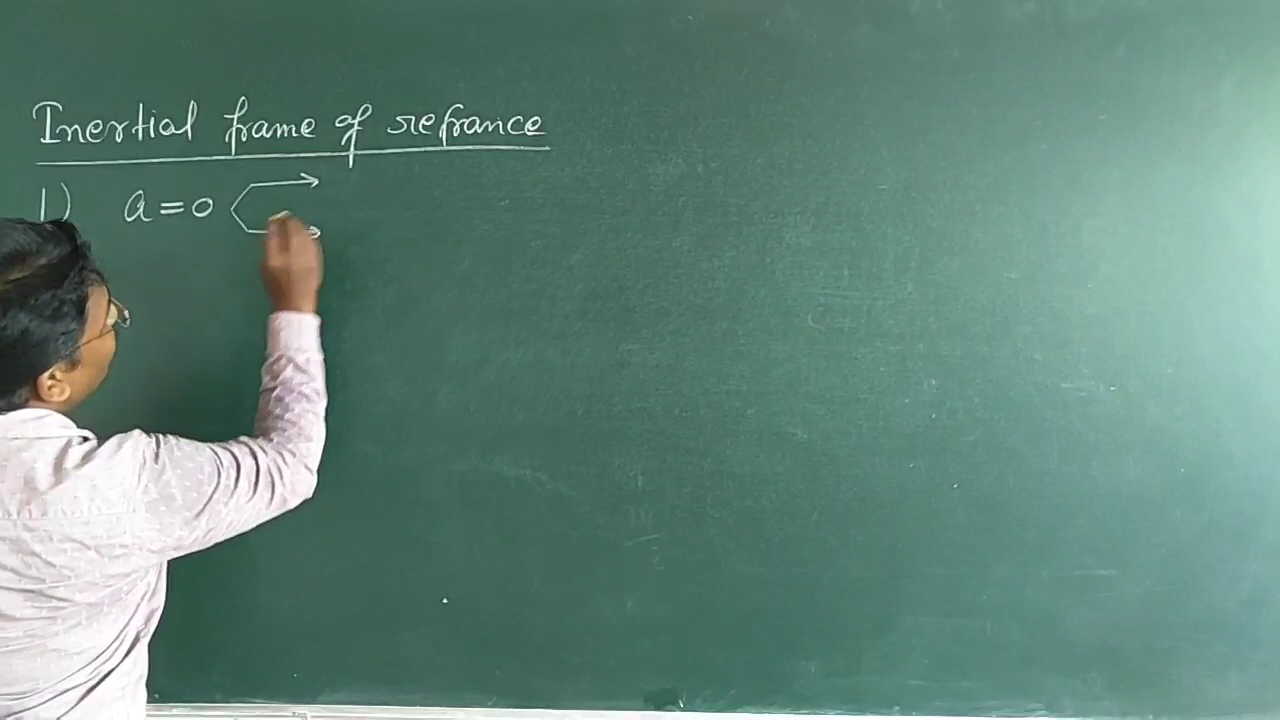 Inertial frame of refrance
1) a = 0